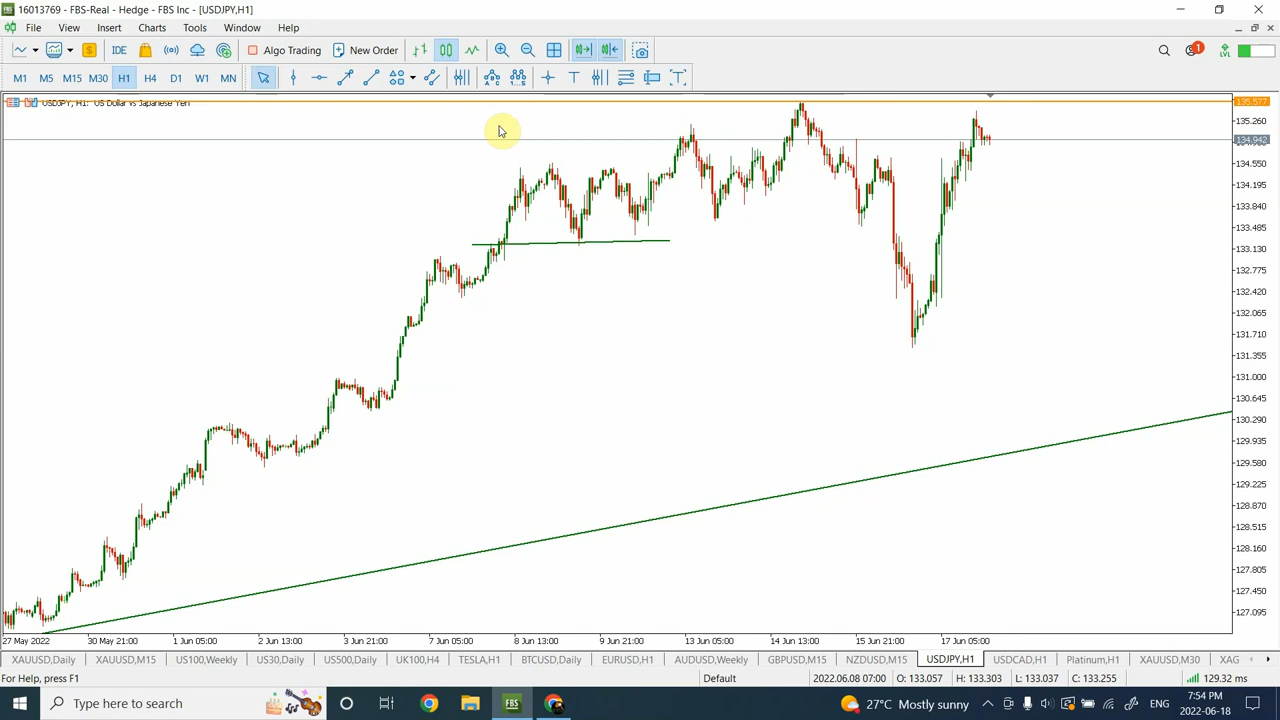 16013769 - FBS-Real - Hedge - FBS Inc - [USDJPY,H1]
File View Insert Charts Tools Window Help
IDE Algo Trading New Order 1 LVL
M1 M5 M15 M30 H1 H4 D1 W1 MN
USDJPY, H1: US Dollar vs Japanese Yen
135.577
135.260
134.942
134.550
134.195
133.840
133.485
133.130
132.775
132.420
132.065
131.710
131.355
131.000
130.645
130.290
129.935
129.580
129.225
128.870
128.515
128.160
127.805
127.450
127.095
27 May 2022 30 May 21:00 1 Jun 05:00 2 Jun 13:00 3 Jun 21:00 7 Jun 05:00 8 Jun 13:00 9 Jun 21:00 13 Jun 05:00 14 Jun 13:00 15 Jun 21:00 17 Jun 05:00
XAUUSD,Daily XAUUSD,M15 US100,Weekly US30,Daily US500,Daily UK100,H4 TESLA,H1 BTCUSD,Daily EURUSD,H1 AUDUSD,Weekly GBPUSD,M15 NZDUSD,M15 USDJPY,H1 USDCAD,H1 Platinum,H1 XAUUSD,M30 XAG
For Help, press F1 Default 2022.06.08 07:00 O: 133.057 H: 133.303 L: 133.037 C: 133.255 129.32 ms
Type here to search FBS 27°C Mostly sunny ENG 7:54 PM
2022-06-18